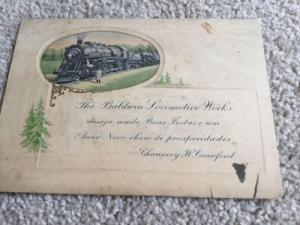 The Baldwin Locomotive Works
deseja muito Boas Festas e um
Anno Novo cheio de prosperidades
Chauncey H. Crawford